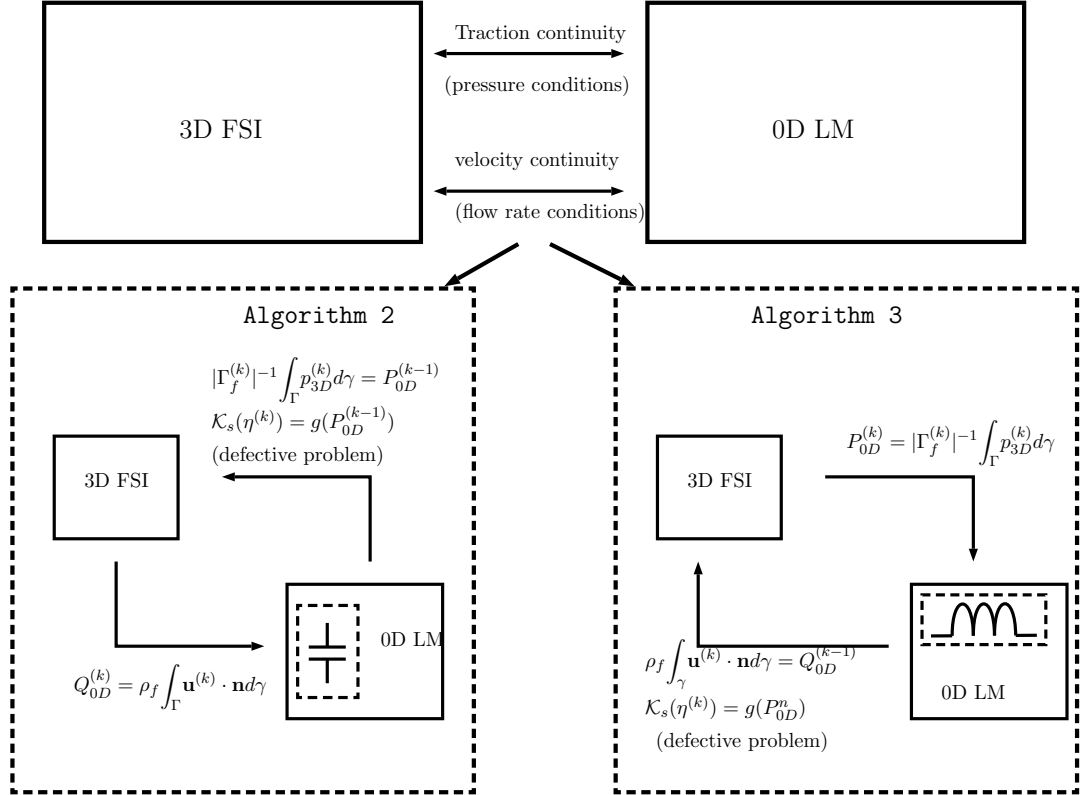 Traction continuity
(pressure conditions)
3D FSI
0D LM
velocity continuity
(flow rate conditions)
Algorithm 2
|Γ_f^{(k)}|^{-1} ∫_Γ p_{3D}^{(k)} dγ = P_{0D}^{(k-1)}
𝒦_s(η^{(k)}) = g(P_{0D}^{(k-1)})
(defective problem)
3D FSI
0D LM
Q_{0D}^{(k)} = ρ_f ∫_Γ 𝐮^{(k)} · 𝐧dγ
Algorithm 3
P_{0D}^{(k)} = |Γ_f^{(k)}|^{-1} ∫_Γ p_{3D}^{(k)} dγ
3D FSI
ρ_f ∫_γ 𝐮^{(k)} · 𝐧dγ = Q_{0D}^{(k-1)}
𝒦_s(η^{(k)}) = g(P_{0D}^n)
(defective problem)
0D LM